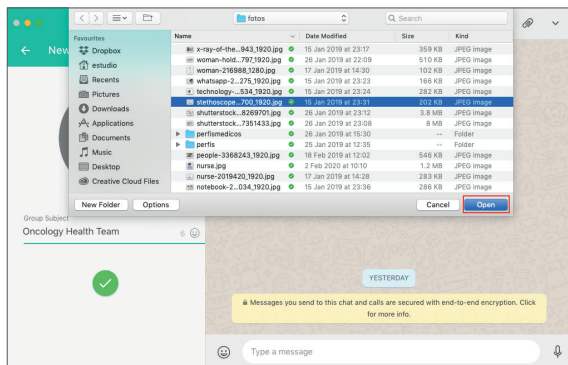 fotos
Search
Favourites
Dropbox
estudio
Recents
Pictures
Downloads
Applications
Documents
Music
Desktop
Creative Cloud Files
Name Date Modified Size Kind
x-ray-of-the...943_1920.jpg 15 Jan 2019 at 23:17 359 KB JPEG image
woman-hold...797_1920.jpg 26 Jan 2019 at 22:09 510 KB JPEG image
woman-216988_1280.jpg 17 Jan 2019 at 14:30 102 KB JPEG image
whatsapp-2...275_1920.jpg 15 Jan 2019 at 23:23 166 KB JPEG image
technology-...534_1920.jpg 15 Jan 2019 at 23:24 282 KB JPEG image
stethoscope...700_1920.jpg 15 Jan 2019 at 23:31 202 KB JPEG image
shutterstock...8269701.jpg 26 Jan 2019 at 23:12 3.8 MB JPEG image
shutterstock...7351433.jpg 26 Jan 2019 at 23:08 8 MB JPEG image
perfismedicos 26 Jan 2019 at 15:30 -- Folder
perfis 25 Jan 2019 at 12:35 -- Folder
people-3368243_1920.jpg 18 Feb 2019 at 12:02 546 KB JPEG image
nurse.jpg 2 Feb 2020 at 10:10 1.2 MB JPEG image
nurse-2019420_1920.jpg 17 Jan 2019 at 14:28 283 KB JPEG image
notebook-2...034_1920.jpg 15 Jan 2019 at 23:36 286 KB JPEG image
New Folder Options Cancel Open
New
Group Subject
Oncology Health Team 6
YESTERDAY
Messages you send to this chat and calls are secured with end-to-end encryption. Click
for more info.
Type a message